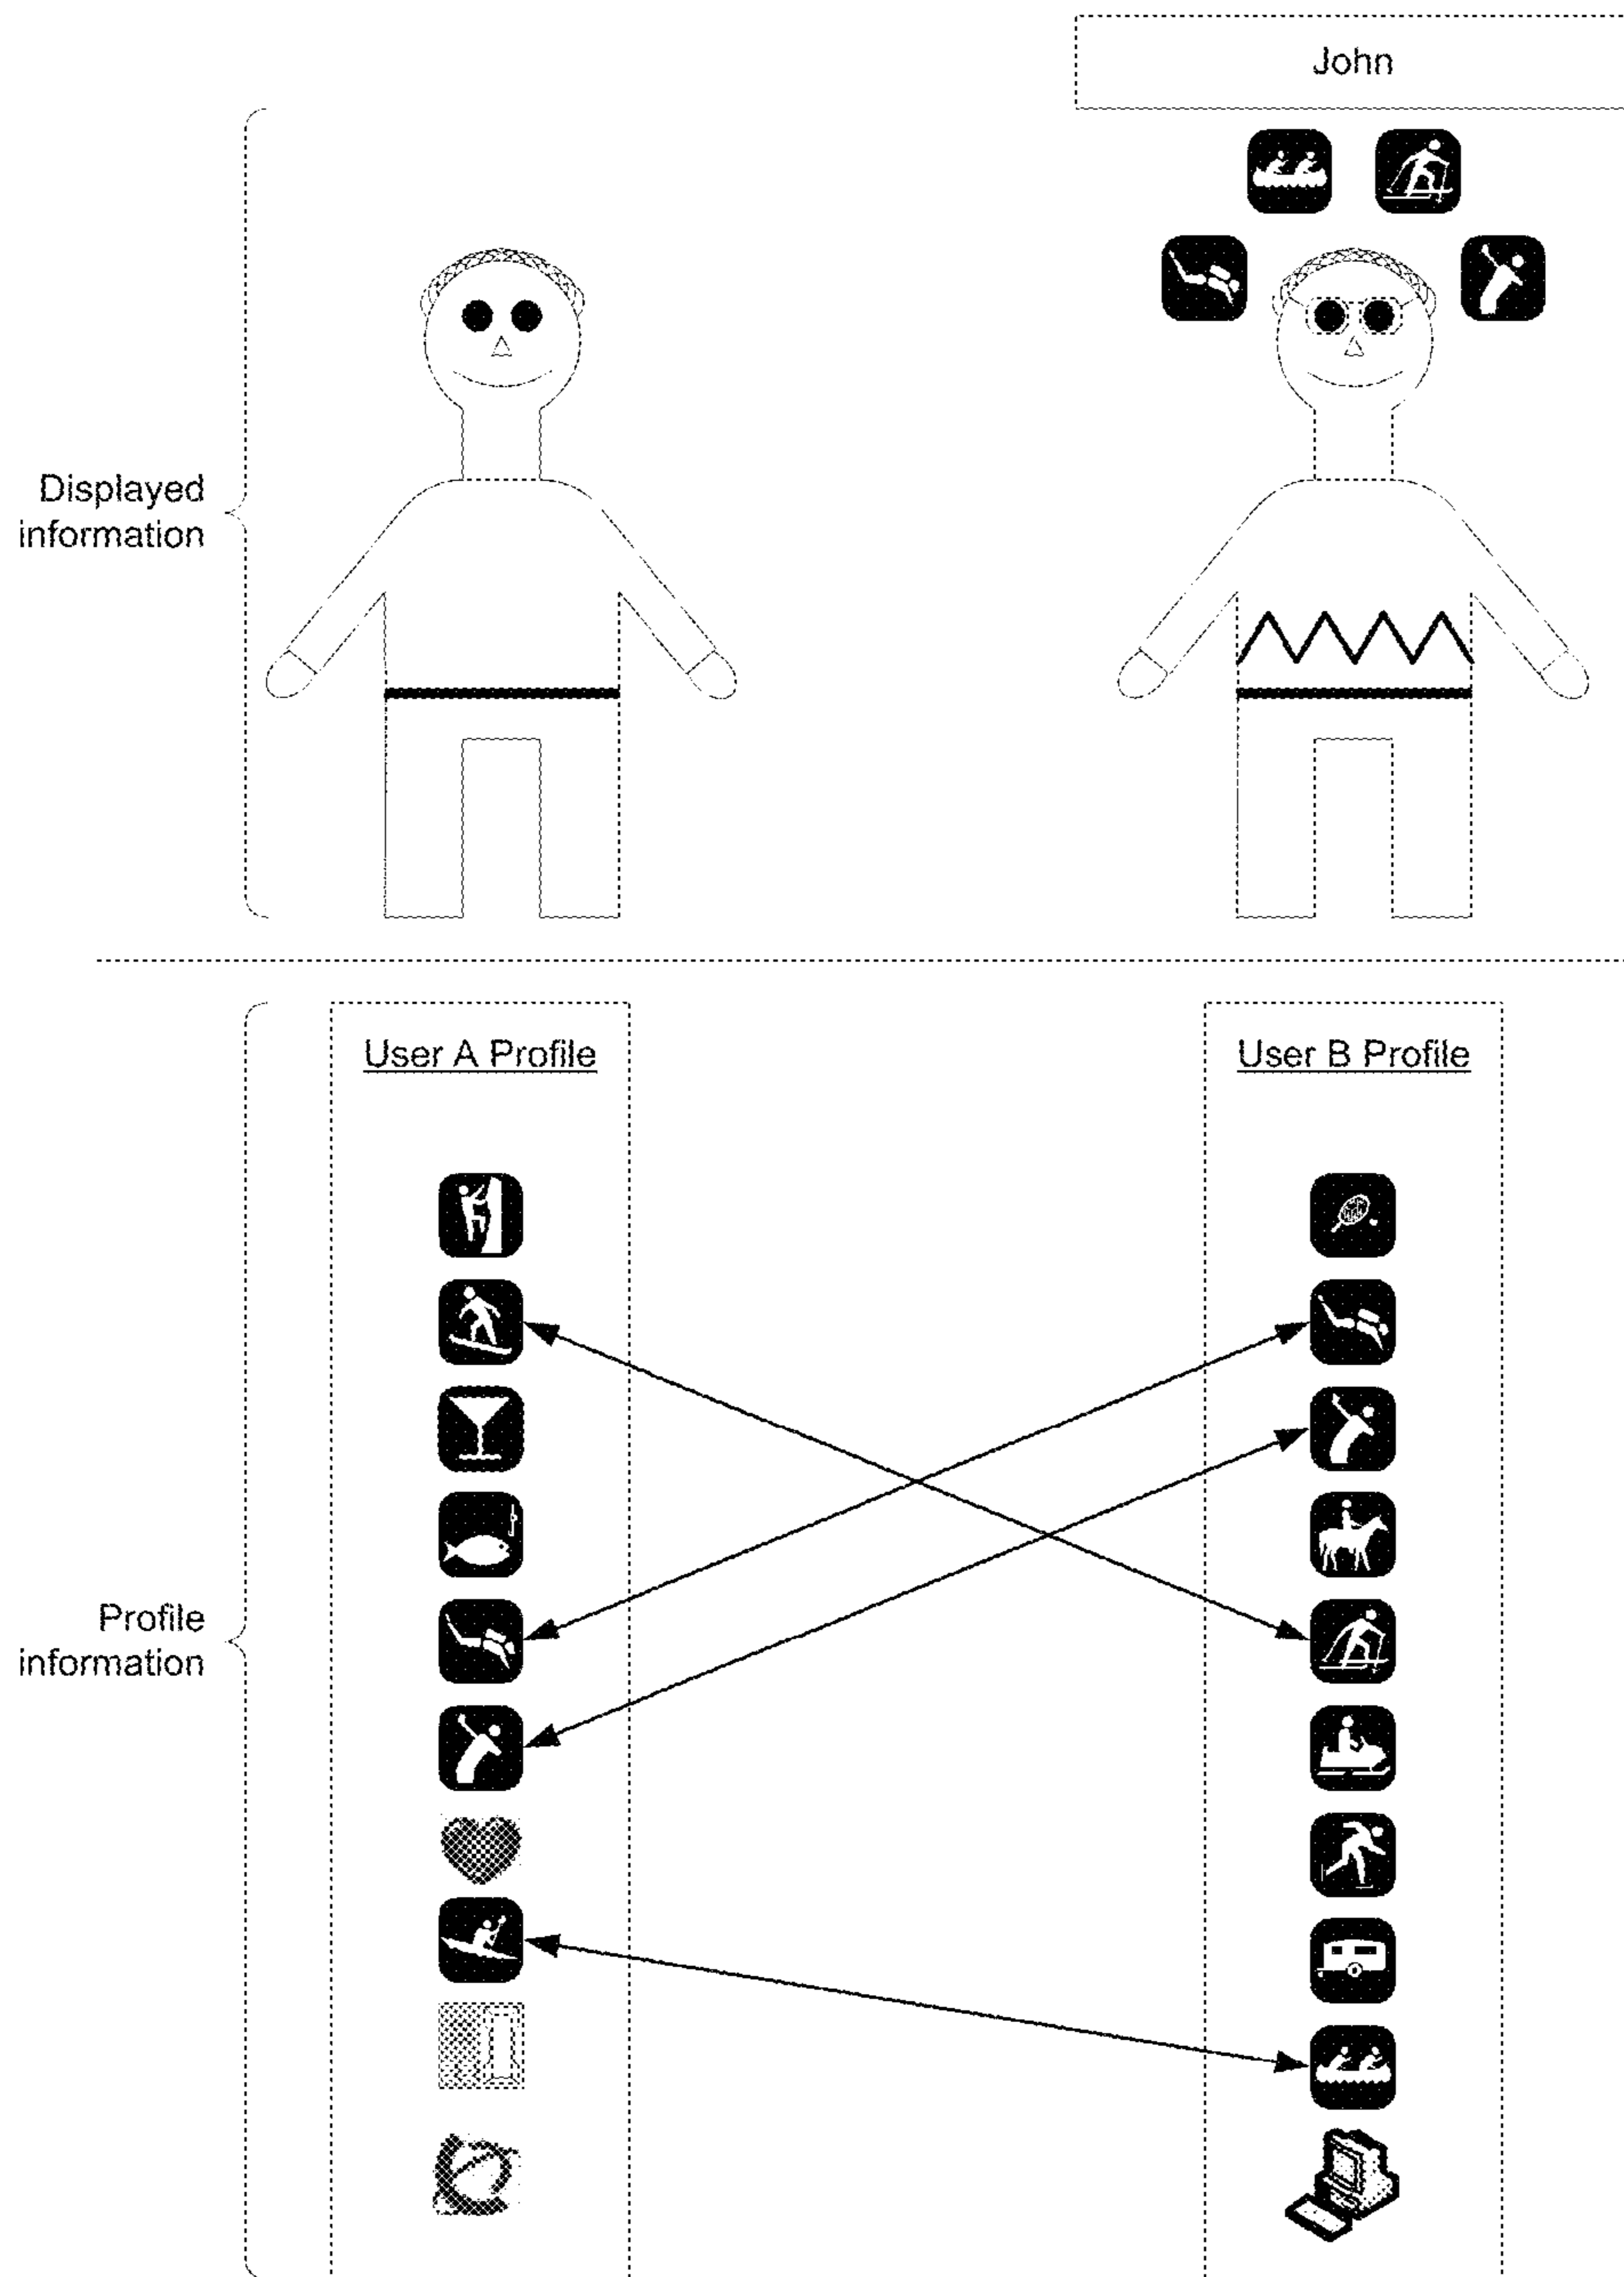 John
Displayed
information
User A Profile
User B Profile
Profile
information